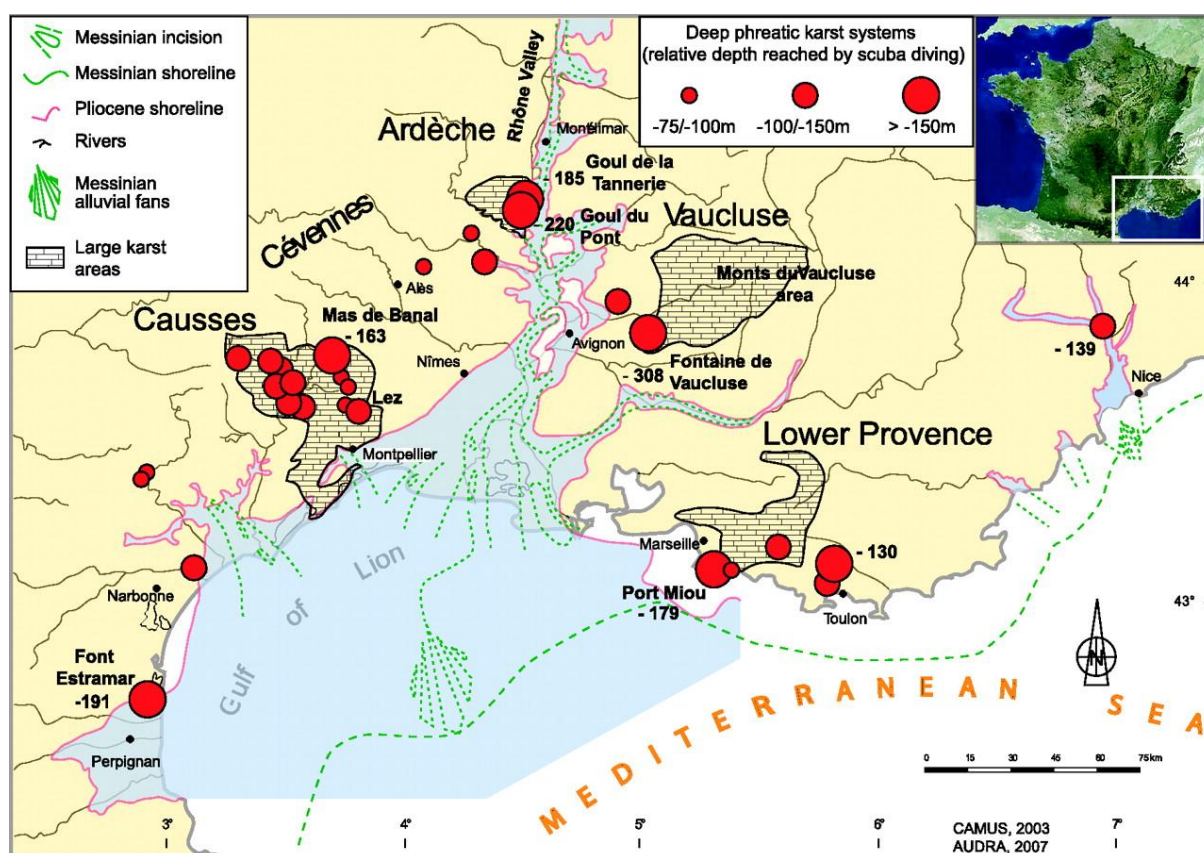 Messinian incision
Messinian shoreline
Pliocene shoreline
Rivers
Messinian
alluvial fans
Large karst
areas
Deep phreatic karst systems
(relative depth reached by scuba diving)
-75/-100m
-100/-150m
> -150m
Rhône Valley
Ardèche
Montélimar
- 185
Goul de la
Tannerie
- 220
Goul du
Pont
Vaucluse
Cévennes
Monts du Vaucluse
area
44°
Alès
Causses
Mas de Banal
- 163
Avignon
- 139
Nîmes
Fontaine de
Vaucluse
- 308
Nice
Lez
Lower Provence
Montpellier
Marseille
- 130
Gulf of Lion
Port Miou
- 179
Toulon
43°
Narbonne
N
Font
Estramar
-191
MEDITERRANEAN SEA
Perpignan
0 15 30 45 60 75km
3° 4° 5° 6° 7°
CAMUS, 2003
AUDRA, 2007